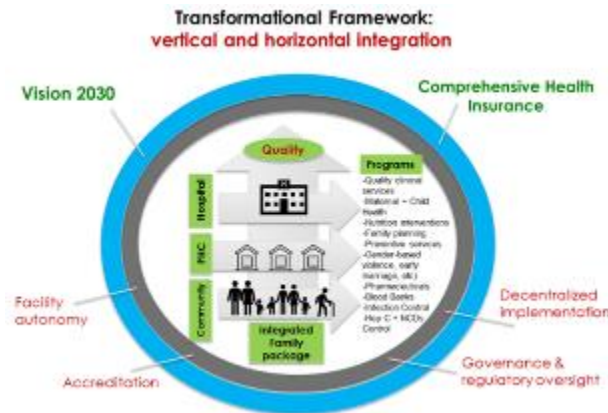 Transformational Framework:
vertical and horizontal integration
Vision 2030
Comprehensive Health
Insurance
Quality
Programs
-Quality clinical
services
-Maternal + Child
Health
-Nutrition interventions
-Family planning
-Preventive services
-Gender-based
violence, early
marriage, etc)
-Pharmaceuticals
-Blood Banks
-Infection Control
-Hep C + NCDs
Control
Hospital
PHC
Community
Integrated
Family
package
Facility
autonomy
Accreditation
Decentralized
implementation
Governance &
regulatory oversight